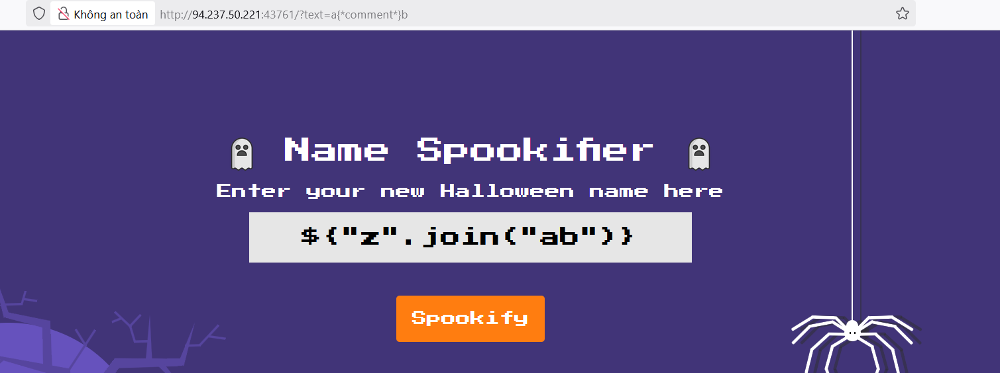 Không an toàn http://94.237.50.221:43761/?text=a{*comment*}b
Name Spookifier
Enter your new Halloween name here
${"z".join("ab")}
Spookify